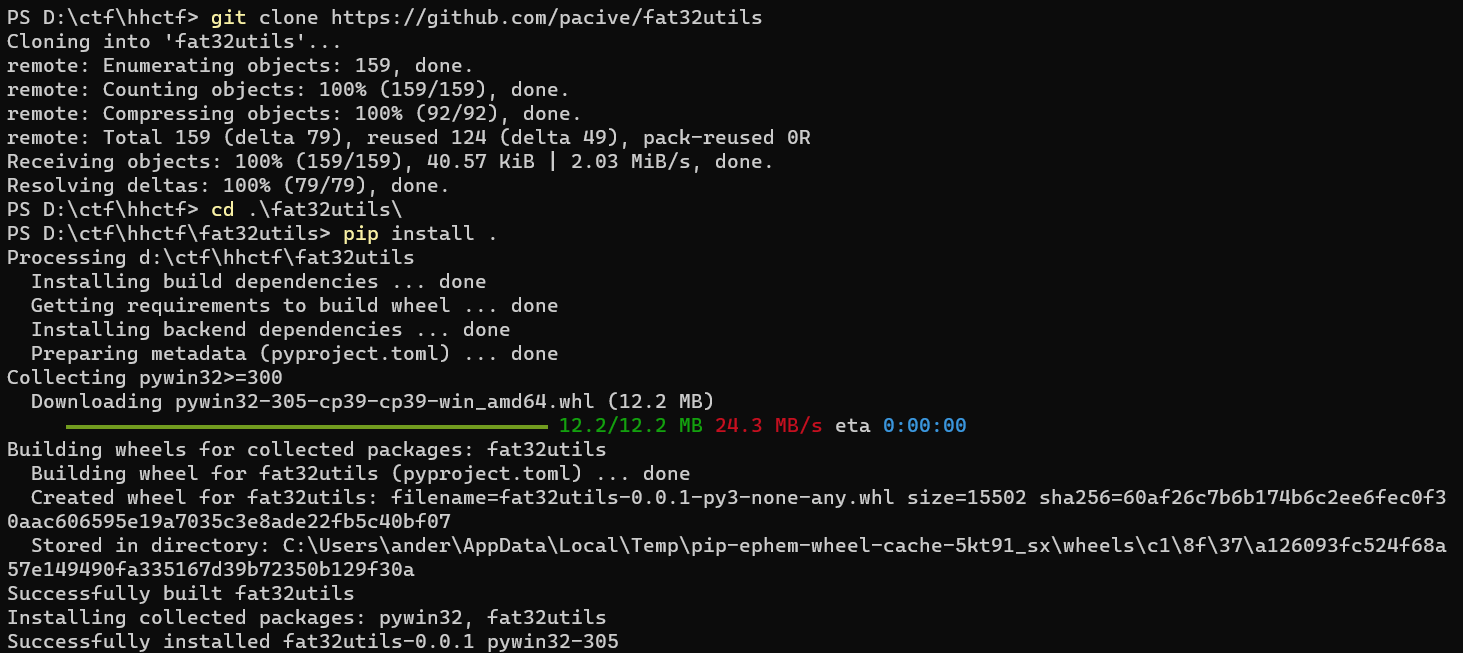 PS D:\ctf\hhctf> git clone https://github.com/pacive/fat32utils
Cloning into 'fat32utils'...
remote: Enumerating objects: 159, done.
remote: Counting objects: 100% (159/159), done.
remote: Compressing objects: 100% (92/92), done.
remote: Total 159 (delta 79), reused 124 (delta 49), pack-reused 0R
Receiving objects: 100% (159/159), 40.57 KiB | 2.03 MiB/s, done.
Resolving deltas: 100% (79/79), done.
PS D:\ctf\hhctf> cd .\fat32utils\
PS D:\ctf\hhctf\fat32utils> pip install .
Processing d:\ctf\hhctf\fat32utils
  Installing build dependencies ... done
  Getting requirements to build wheel ... done
  Installing backend dependencies ... done
  Preparing metadata (pyproject.toml) ... done
Collecting pywin32>=300
  Downloading pywin32-305-cp39-cp39-win_amd64.whl (12.2 MB)
12.2/12.2 MB 24.3 MB/s eta 0:00:00
Building wheels for collected packages: fat32utils
  Building wheel for fat32utils (pyproject.toml) ... done
  Created wheel for fat32utils: filename=fat32utils-0.0.1-py3-none-any.whl size=15502 sha256=60af26c7b6b174b6c2ee6fec0f3
0aac606595e19a7035c3e8ade22fb5c40bf07
  Stored in directory: C:\Users\ander\AppData\Local\Temp\pip-ephem-wheel-cache-5kt91_sx\wheels\c1\8f\37\a126093fc524f68a
57e149490fa335167d39b72350b129f30a
Successfully built fat32utils
Installing collected packages: pywin32, fat32utils
Successfully installed fat32utils-0.0.1 pywin32-305